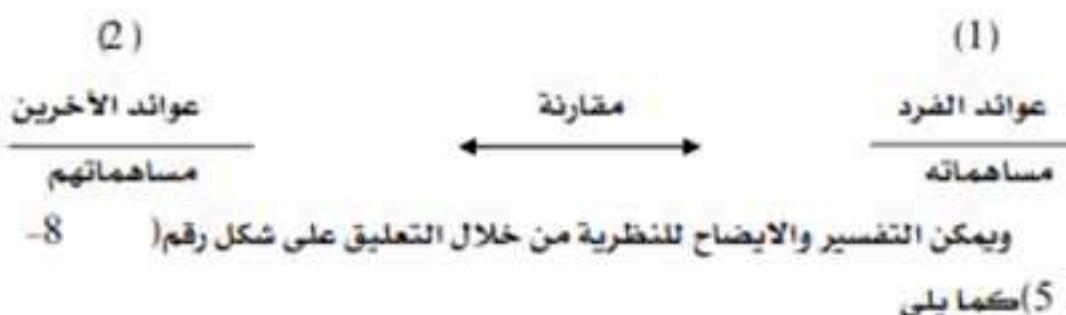 (1) (2)
عوائد الفرد مقارنة عوائد الأخرين
مساهماته مساهماتهم
ويمكن التفسير والايضاح للنظرية من خلال التعليق على شكل رقم( 8-
5)كما يلي